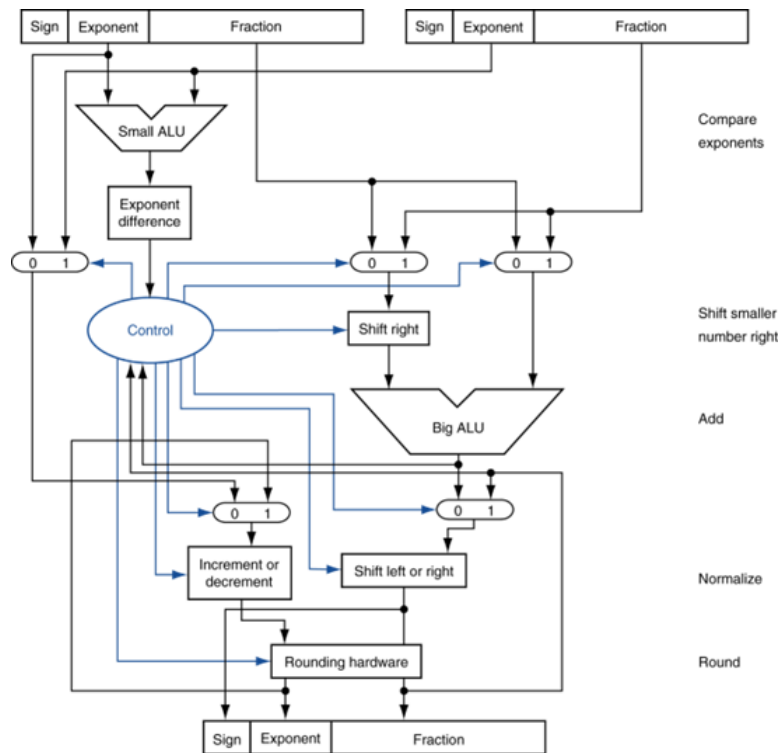 Sign Exponent Fraction Sign Exponent Fraction
Small ALU
Compare
exponents
Exponent
difference
0 1 0 1 0 1
Control
Shift right
Shift smaller
number right
Big ALU
Add
0 1 0 1
Increment or
decrement
Shift left or right
Normalize
Rounding hardware
Round
Sign Exponent Fraction